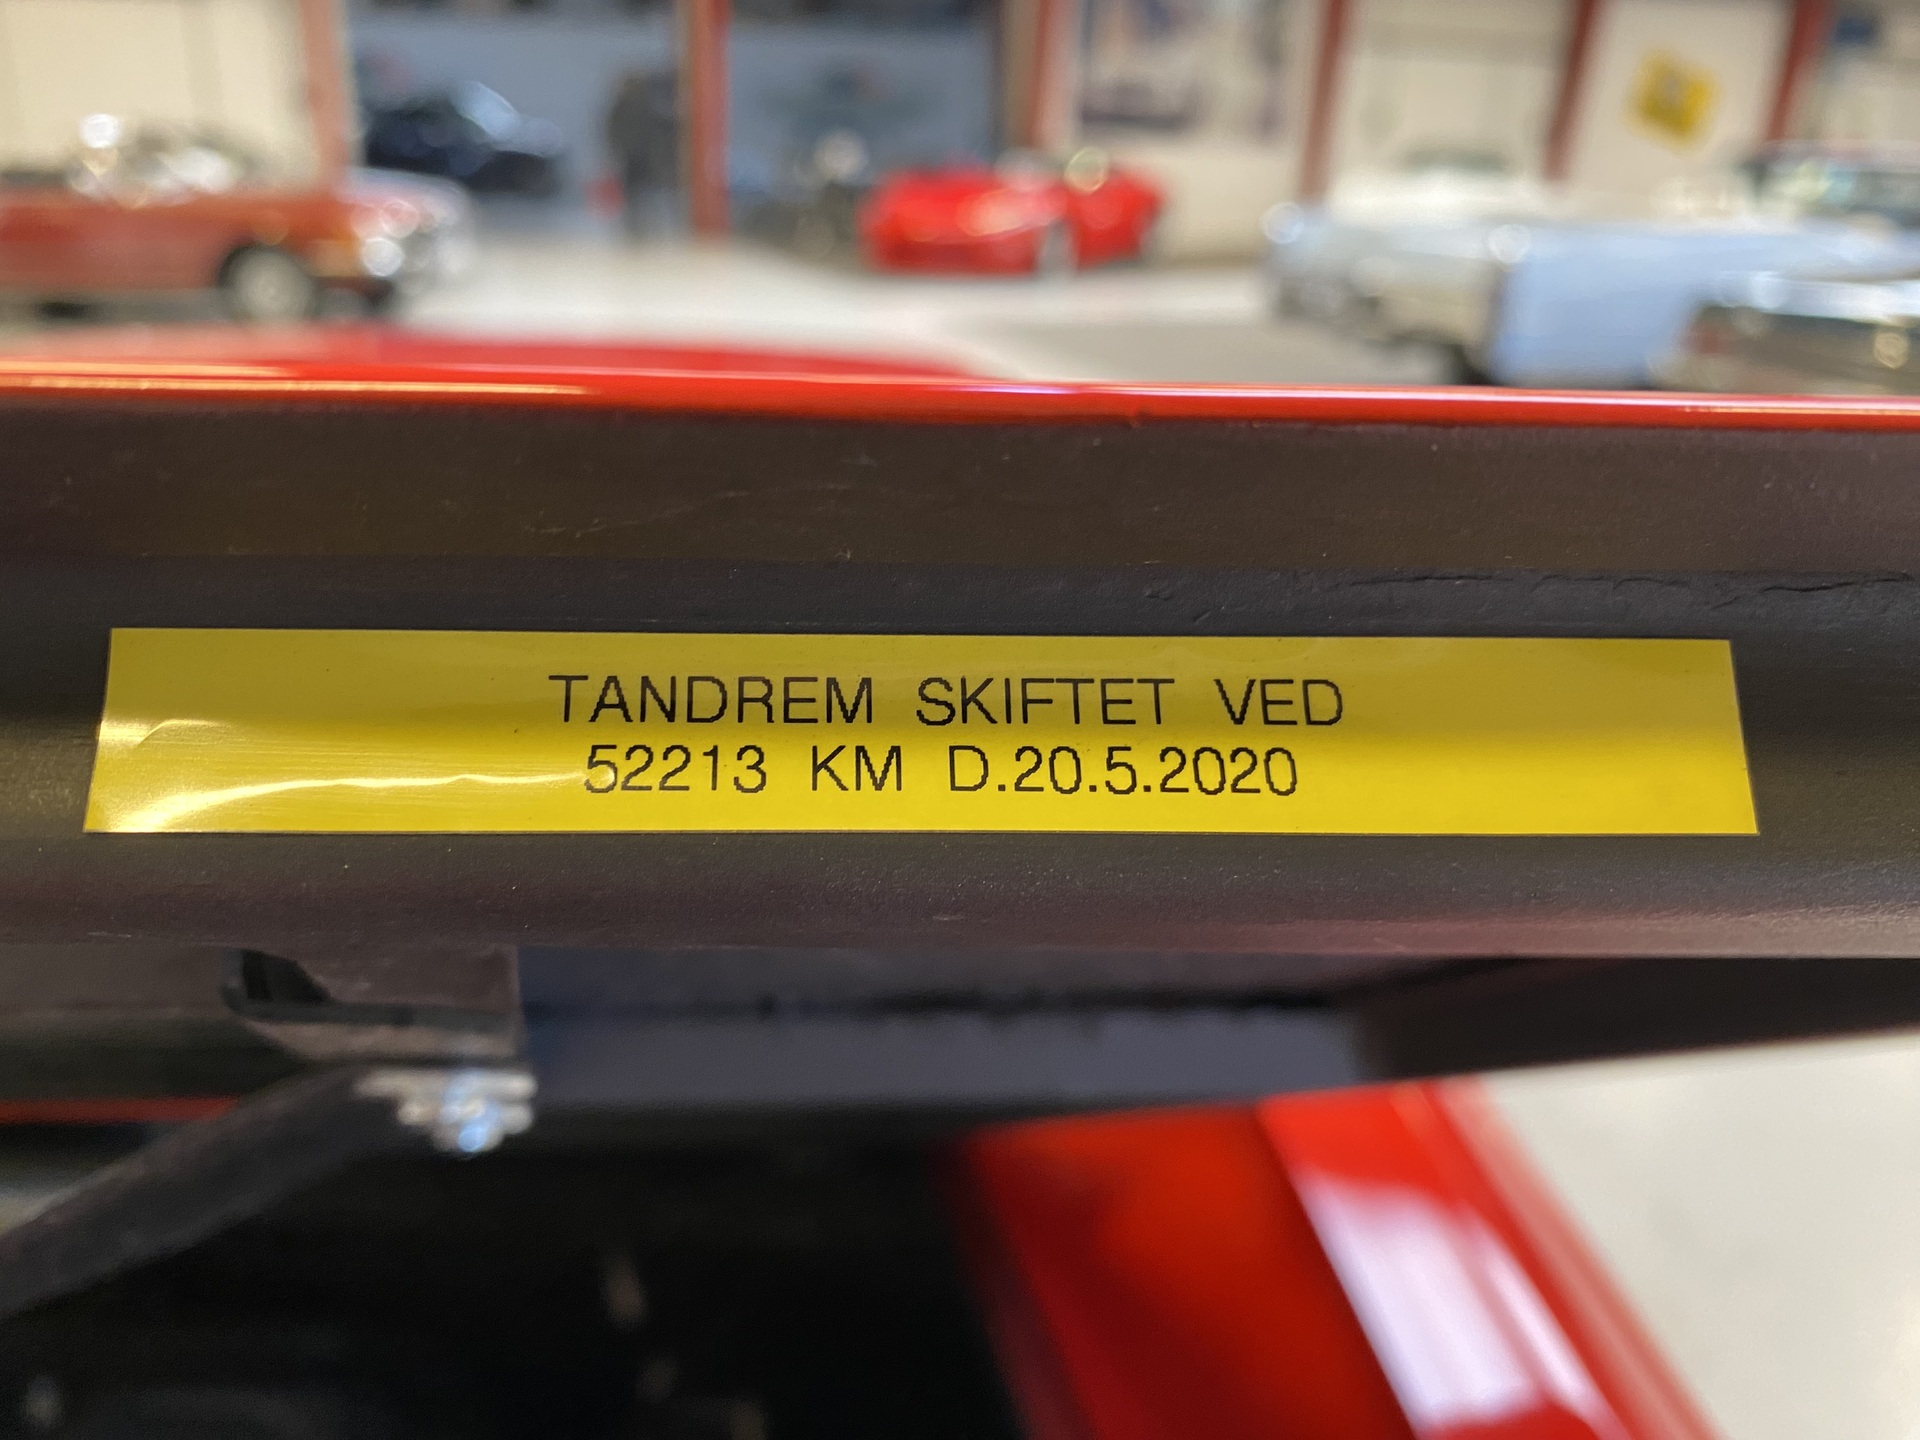 TANDREM SKIFTET VED
52213 KM D.20.5.2020